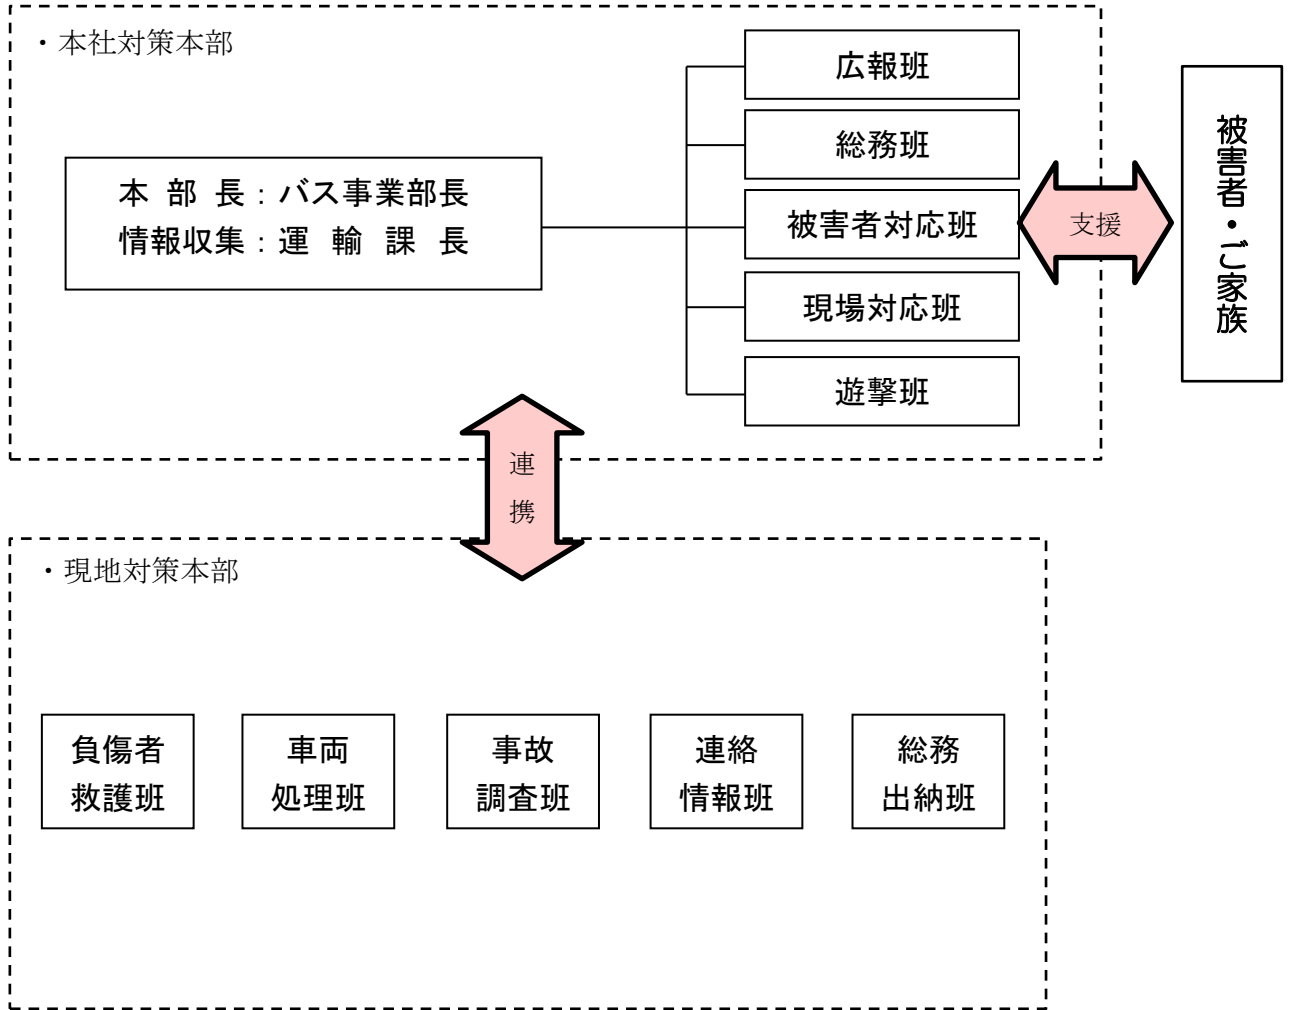 ・本社対策本部
本 部 長：バス事業部長
情報収集：運 輸 課 長
広報班
総務班
被害者対応班
現場対応班
遊撃班
支援
被害者・ご家族
連
携
・現地対策本部
負傷者
救護班
車両
処理班
事故
調査班
連絡
情報班
総務
出納班